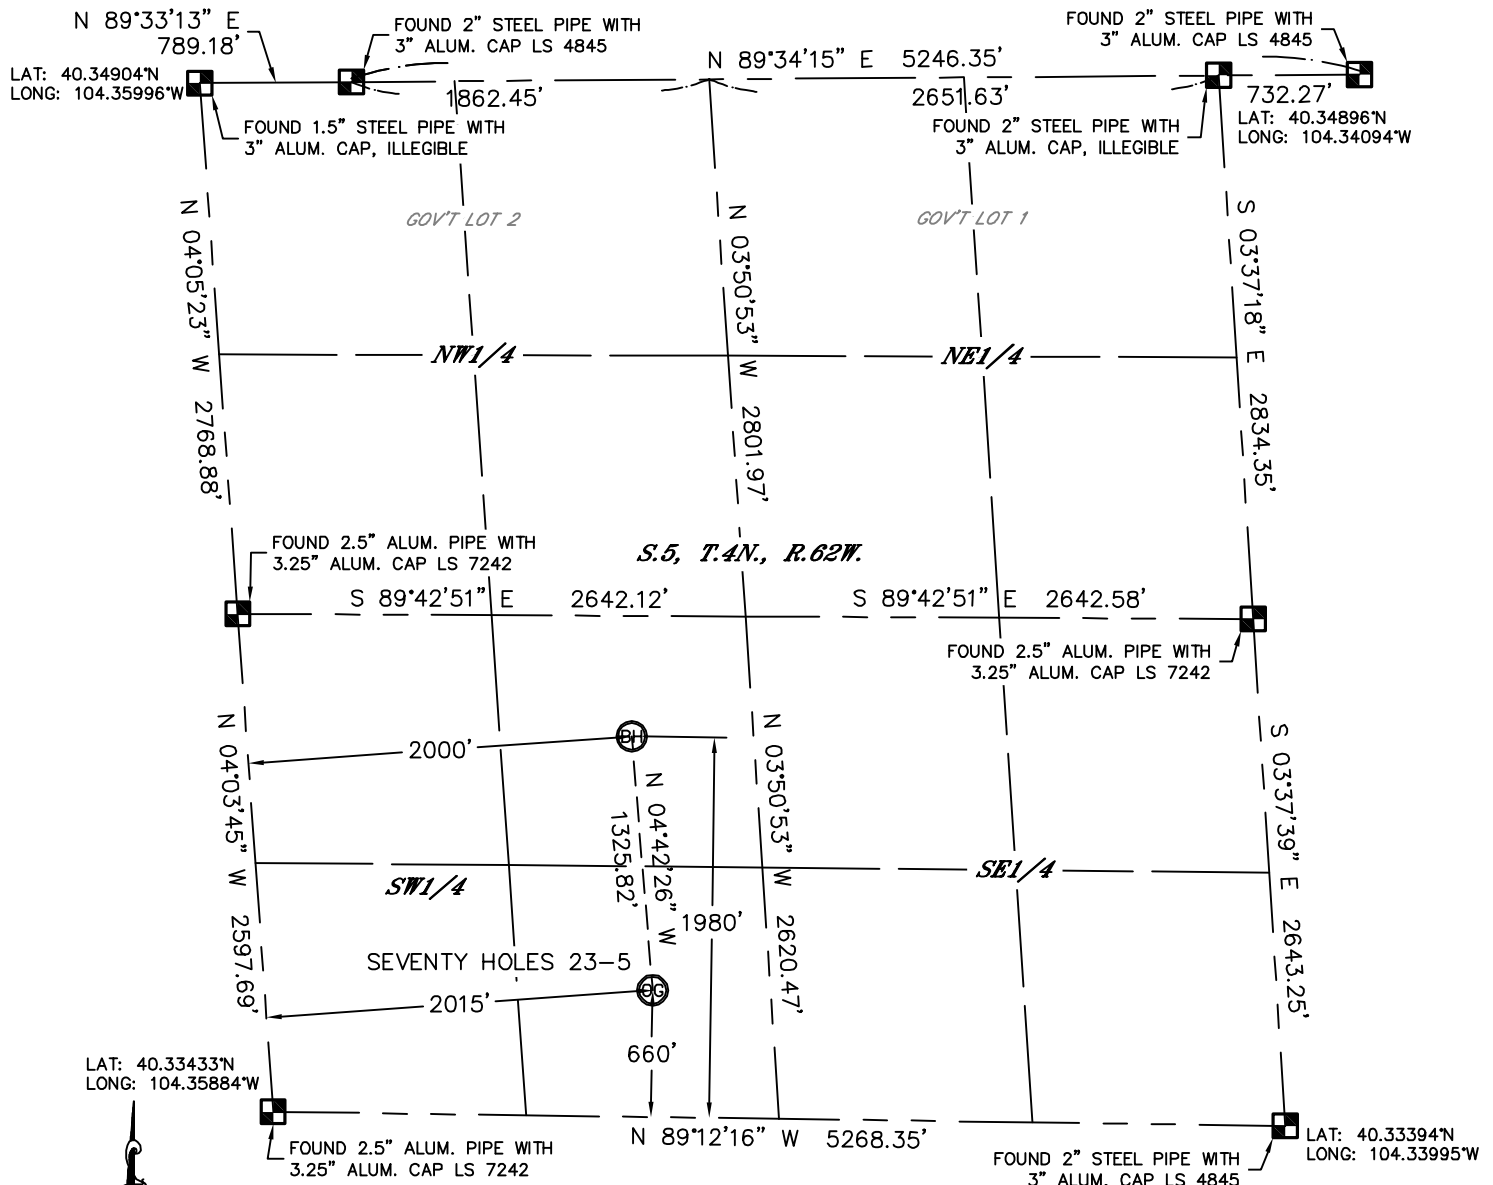 N 89°33'13" E
789.18'
FOUND 2" STEEL PIPE WITH
3" ALUM. CAP LS 4845
FOUND 2" STEEL PIPE WITH
3" ALUM. CAP LS 4845
N 89°34'15" E 5246.35'
LAT: 40.34904°N
LONG: 104.35996°W
1862.45'
2651.63'
732.27'
FOUND 1.5" STEEL PIPE WITH
3" ALUM. CAP, ILLEGIBLE
FOUND 2" STEEL PIPE WITH
3" ALUM. CAP, ILLEGIBLE
LAT: 40.34896°N
LONG: 104.34094°W
GOV'T LOT 2
GOV'T LOT 1
N 04°05'23" W 2768.88'
N 03°50'53" W 2801.97'
S 03°37'18" E 2834.35'
NW1/4
NE1/4
FOUND 2.5" ALUM. PIPE WITH
3.25" ALUM. CAP LS 7242
S.5, T.4N., R.62W.
S 89°42'51" E 2642.12'
S 89°42'51" E 2642.58'
FOUND 2.5" ALUM. PIPE WITH
3.25" ALUM. CAP LS 7242
N 04°03'45" W 2597.69'
2000'
BH
N 04°42'26" W
1325.82'
N 03°50'53" W 2620.47'
S 03°37'39" E 2643.25'
SW1/4
SE1/4
1980'
SEVENTY HOLES 23-5
OG
2015'
660'
LAT: 40.33433°N
LONG: 104.35884°W
N 89°12'16" W 5268.35'
FOUND 2.5" ALUM. PIPE WITH
3.25" ALUM. CAP LS 7242
FOUND 2" STEEL PIPE WITH
3" ALUM. CAP LS 4845
LAT: 40.33394°N
LONG: 104.33995°W